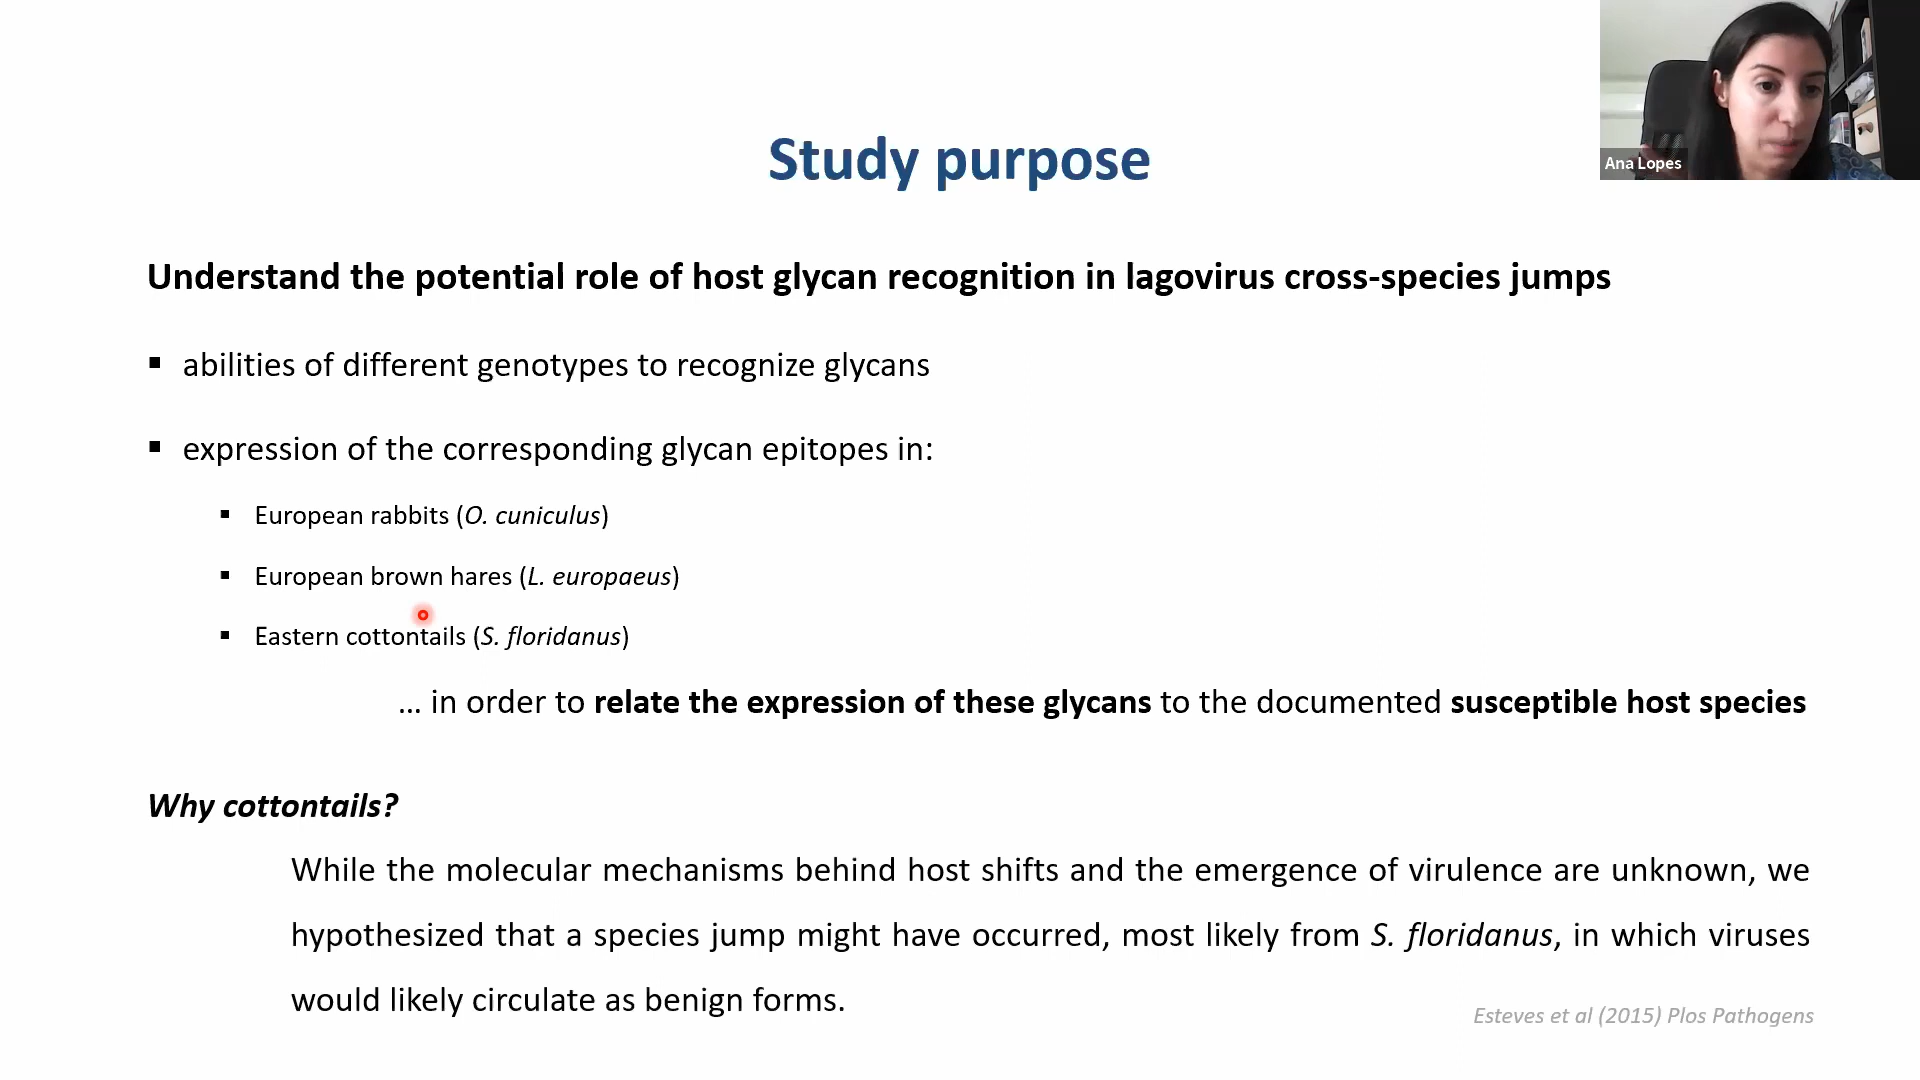 Ana Lopes
Study purpose
Understand the potential role of host glycan recognition in lagovirus cross-species jumps
▪ abilities of different genotypes to recognize glycans
▪ expression of the corresponding glycan epitopes in:
▪ European rabbits (O. cuniculus)
▪ European brown hares (L. europaeus)
▪ Eastern cottontails (S. floridanus)
... in order to relate the expression of these glycans to the documented susceptible host species
Why cottontails?
While the molecular mechanisms behind host shifts and the emergence of virulence are unknown, we
hypothesized that a species jump might have occurred, most likely from S. floridanus, in which viruses
would likely circulate as benign forms.
Esteves et al (2015) Plos Pathogens